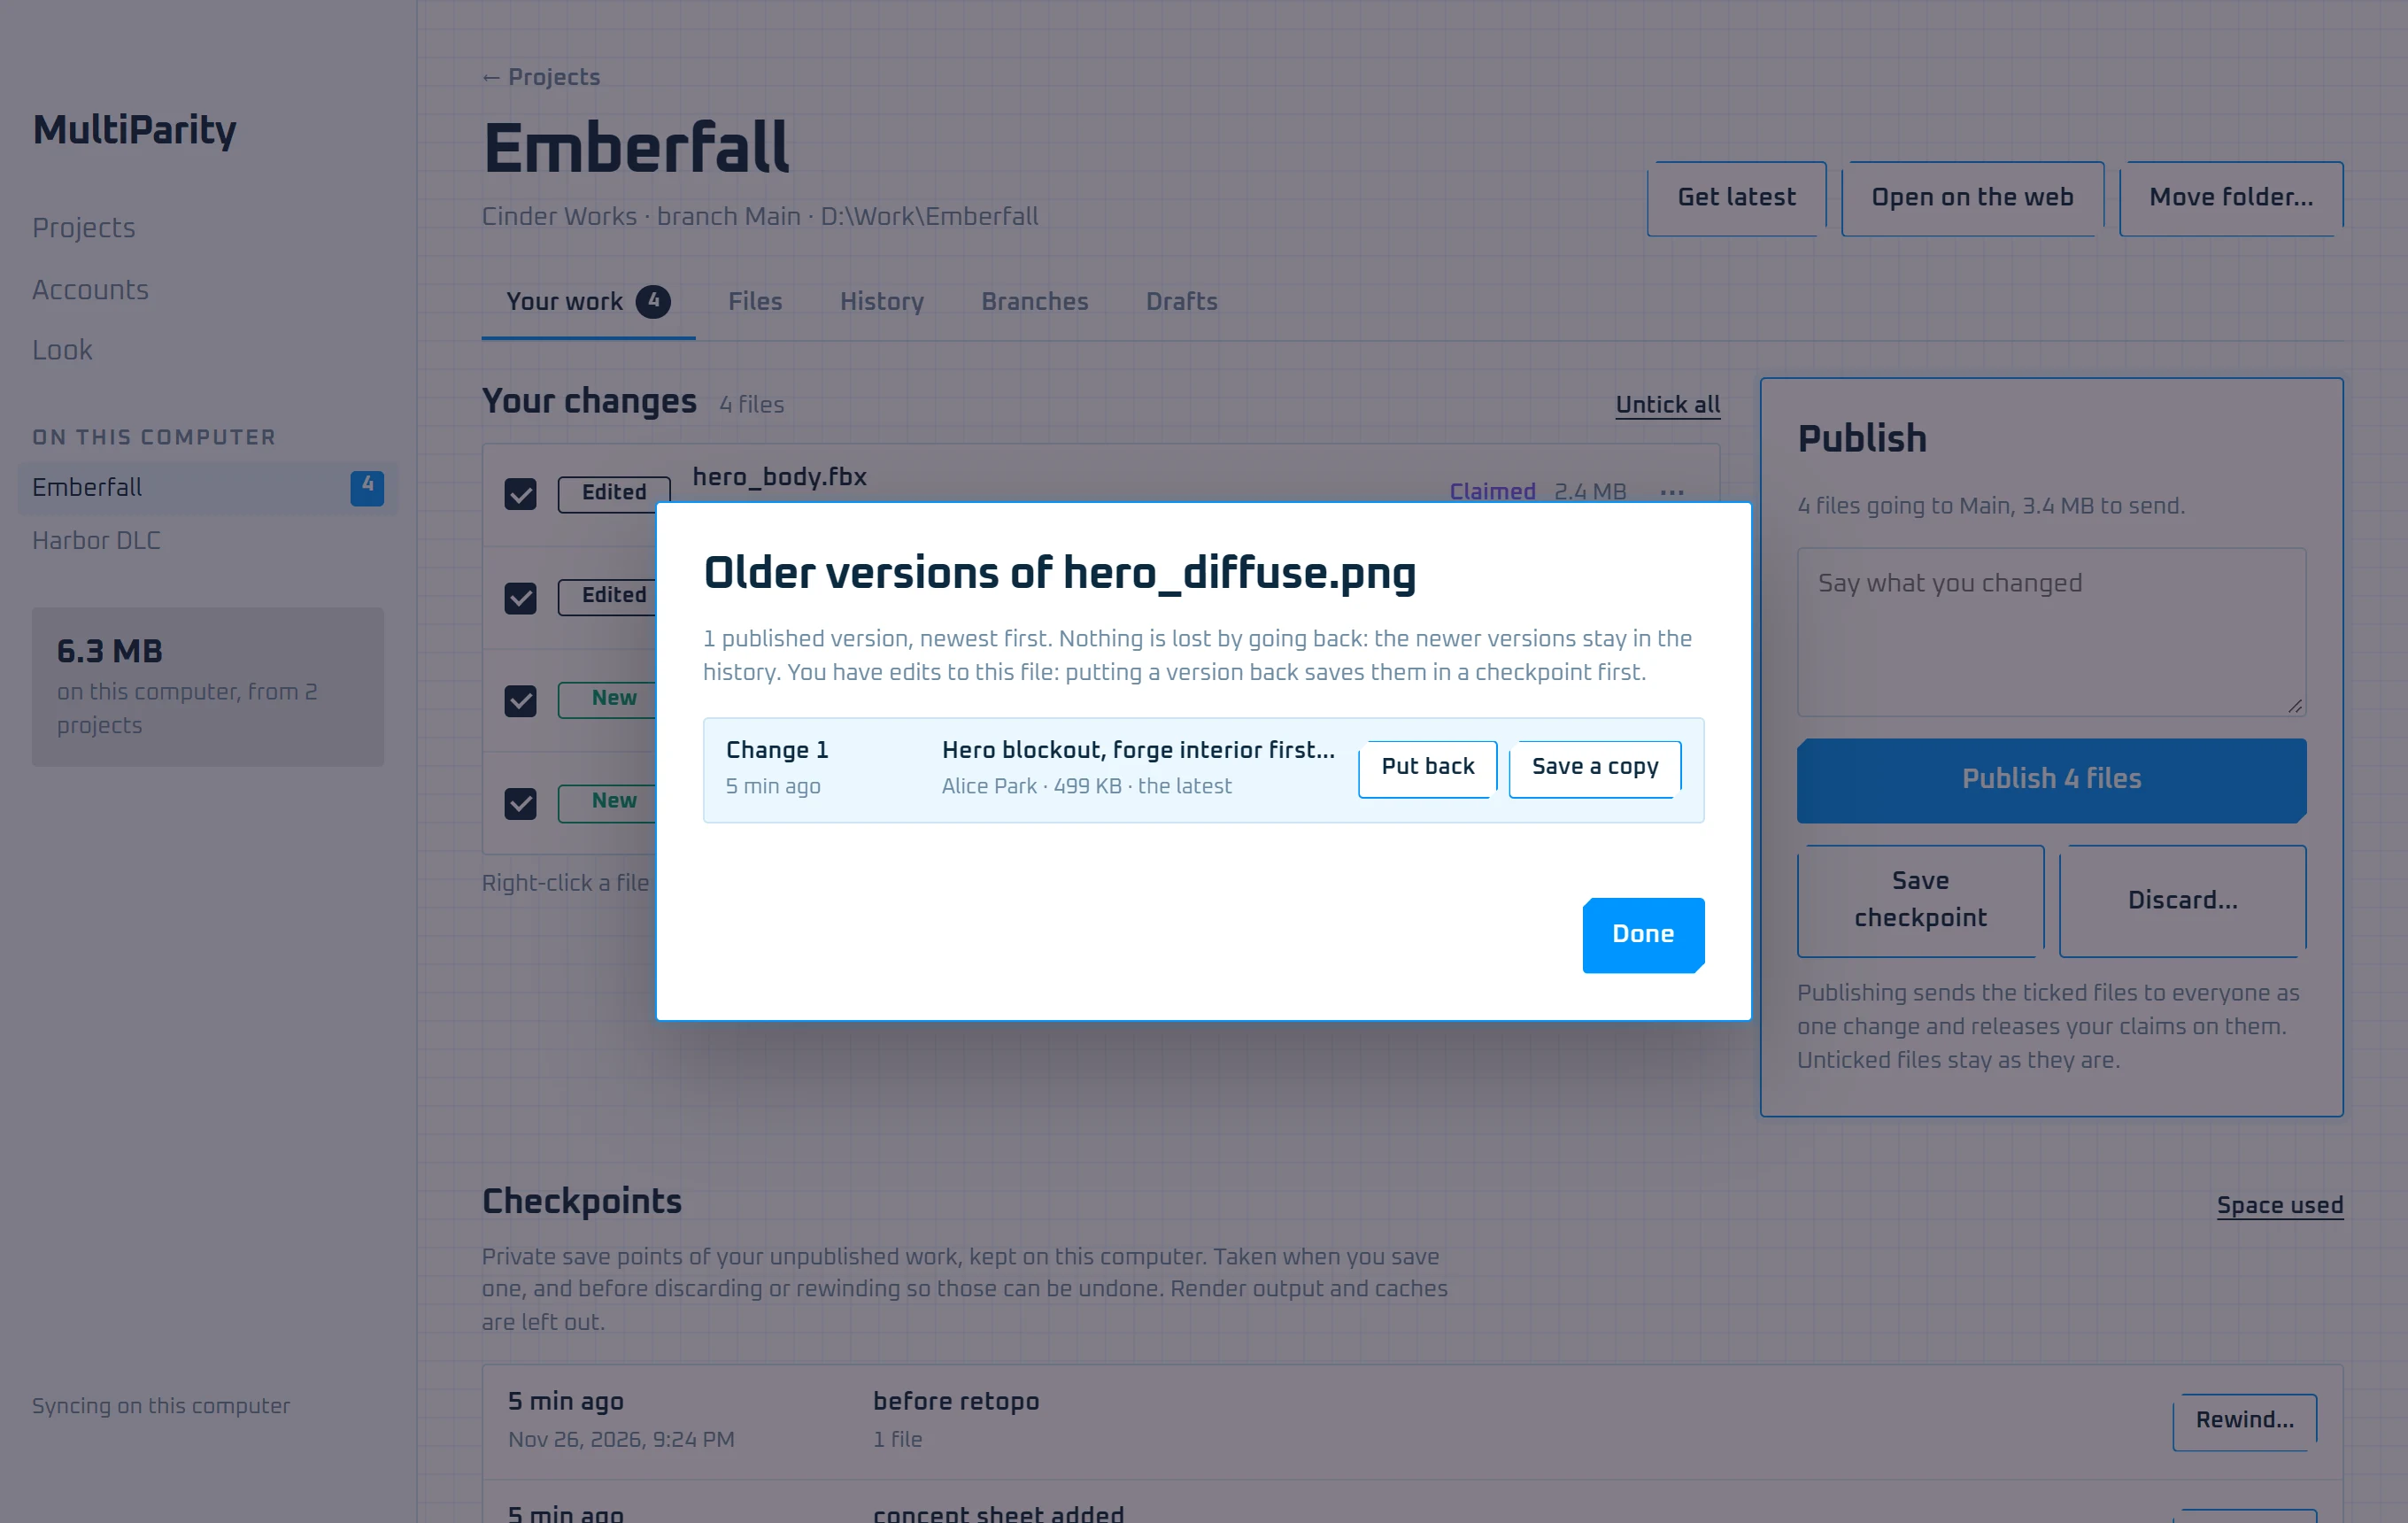 MultiParity
Projects
Accounts
Look
ON THIS COMPUTER
Emberfall 4
Harbor DLC
6.3 MB
on this computer, from 2
projects
Syncing on this computer
← Projects
Emberfall
Cinder Works · branch Main · D:\Work\Emberfall
Get latest
Open on the web
Move folder...
Your work 4
Files
History
Branches
Drafts
Your changes 4 files
Untick all
Edited
hero_body.fbx
Claimed 2.4 MB ...
Edited
New
New
Right-click a file
Older versions of hero_diffuse.png
1 published version, newest first. Nothing is lost by going back: the newer versions stay in the
history. You have edits to this file: putting a version back saves them in a checkpoint first.
Change 1
5 min ago
Hero blockout, forge interior first...
Alice Park · 499 KB · the latest
Put back
Save a copy
Done
Publish
4 files going to Main, 3.4 MB to send.
Say what you changed
Publish 4 files
Save
checkpoint
Discard...
Publishing sends the ticked files to everyone as
one change and releases your claims on them.
Unticked files stay as they are.
Checkpoints
Space used
Private save points of your unpublished work, kept on this computer. Taken when you save
one, and before discarding or rewinding so those can be undone. Render output and caches
are left out.
5 min ago
Nov 26, 2026, 9:24 PM
before retopo
1 file
Rewind...
5 min ago
concept sheet added